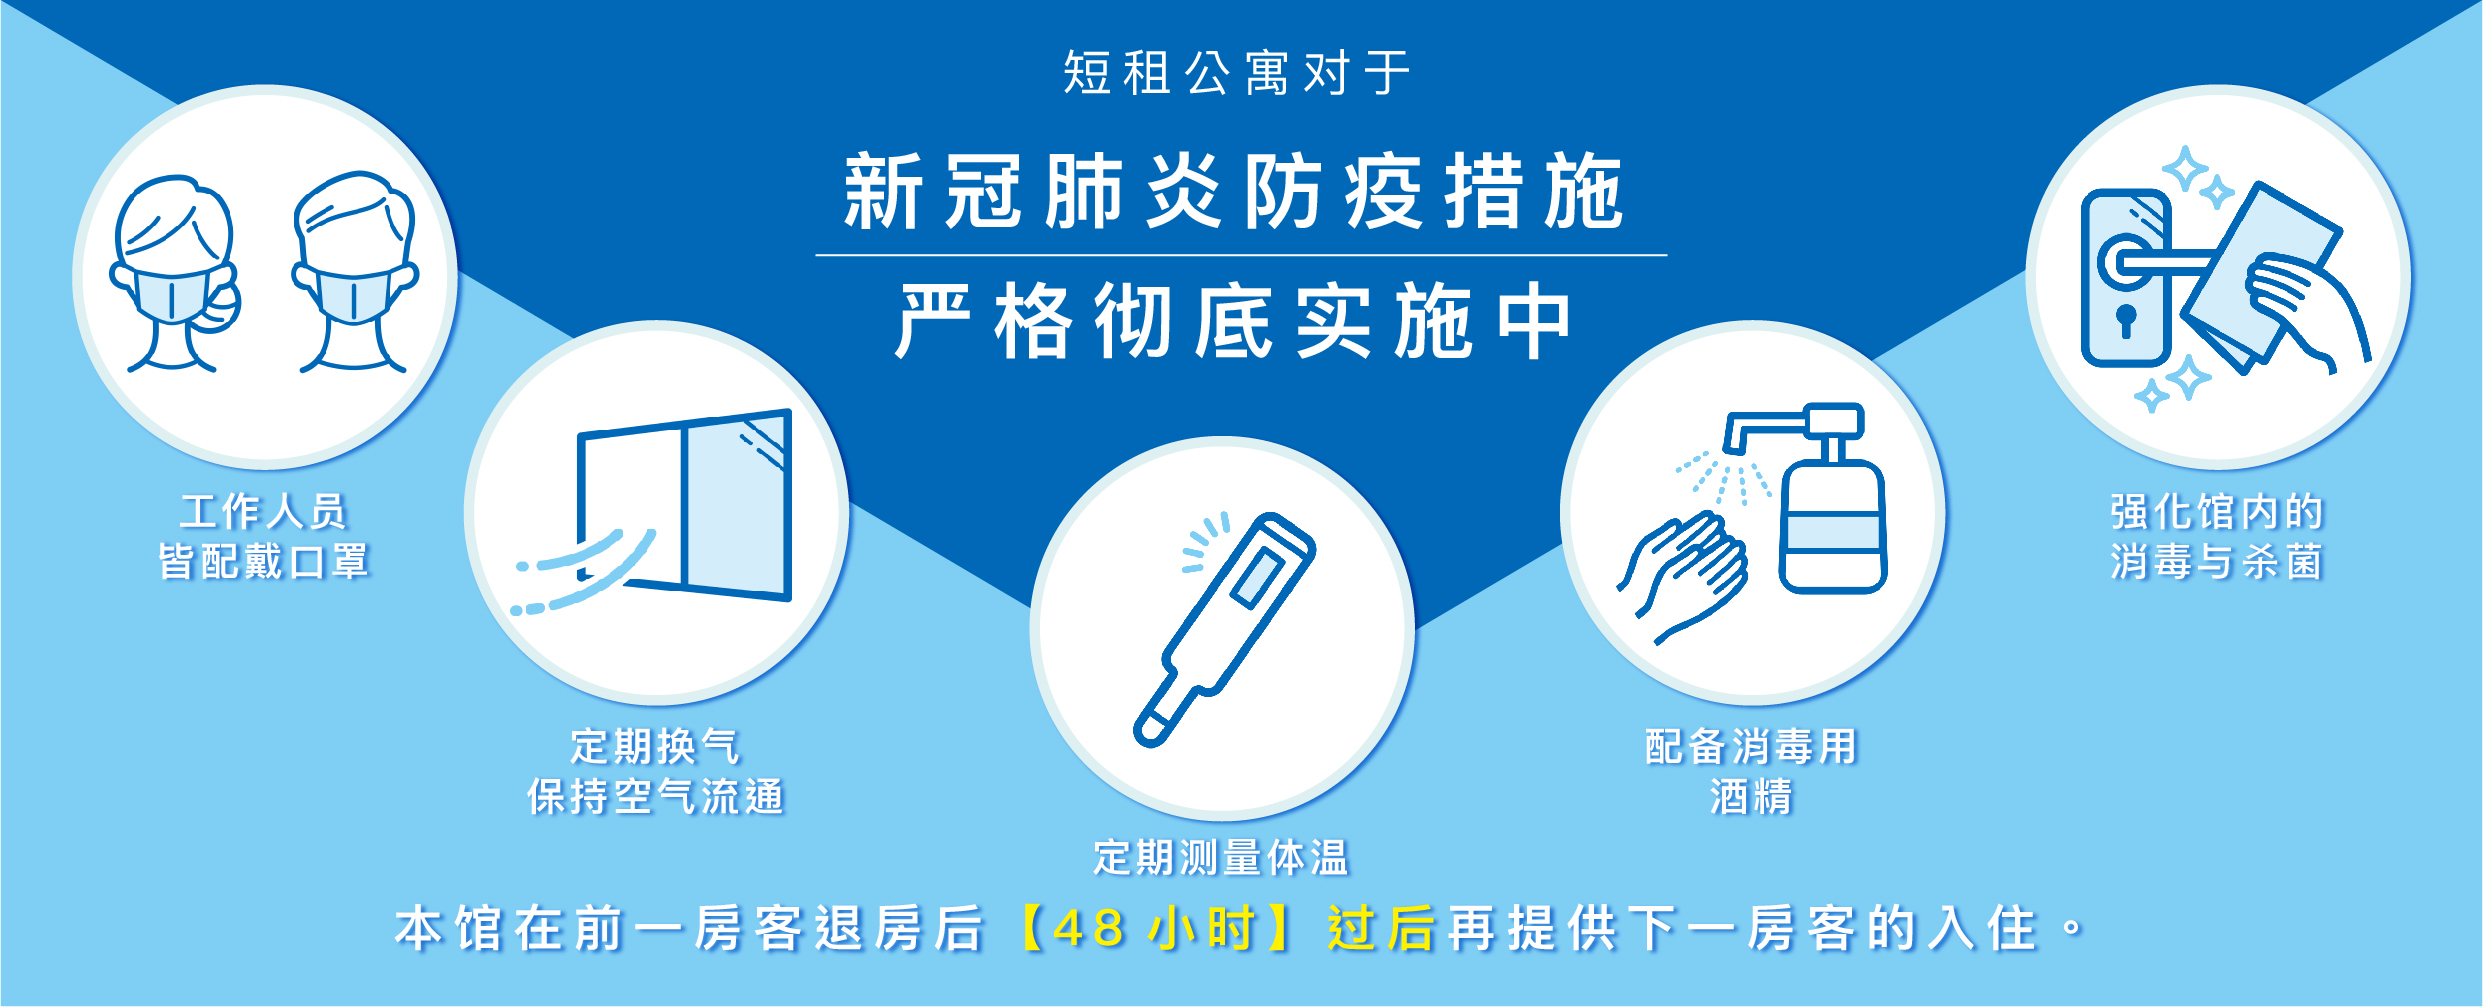 短租公寓对于
新冠肺炎防疫措施
严格彻底实施中
工作人员
皆配戴口罩
定期换气
保持空气流通
定期测量体温
配备消毒用
酒精
强化馆内的
消毒与杀菌
本馆在前一房客退房后【48 小时】过后再提供下一房客的入住。